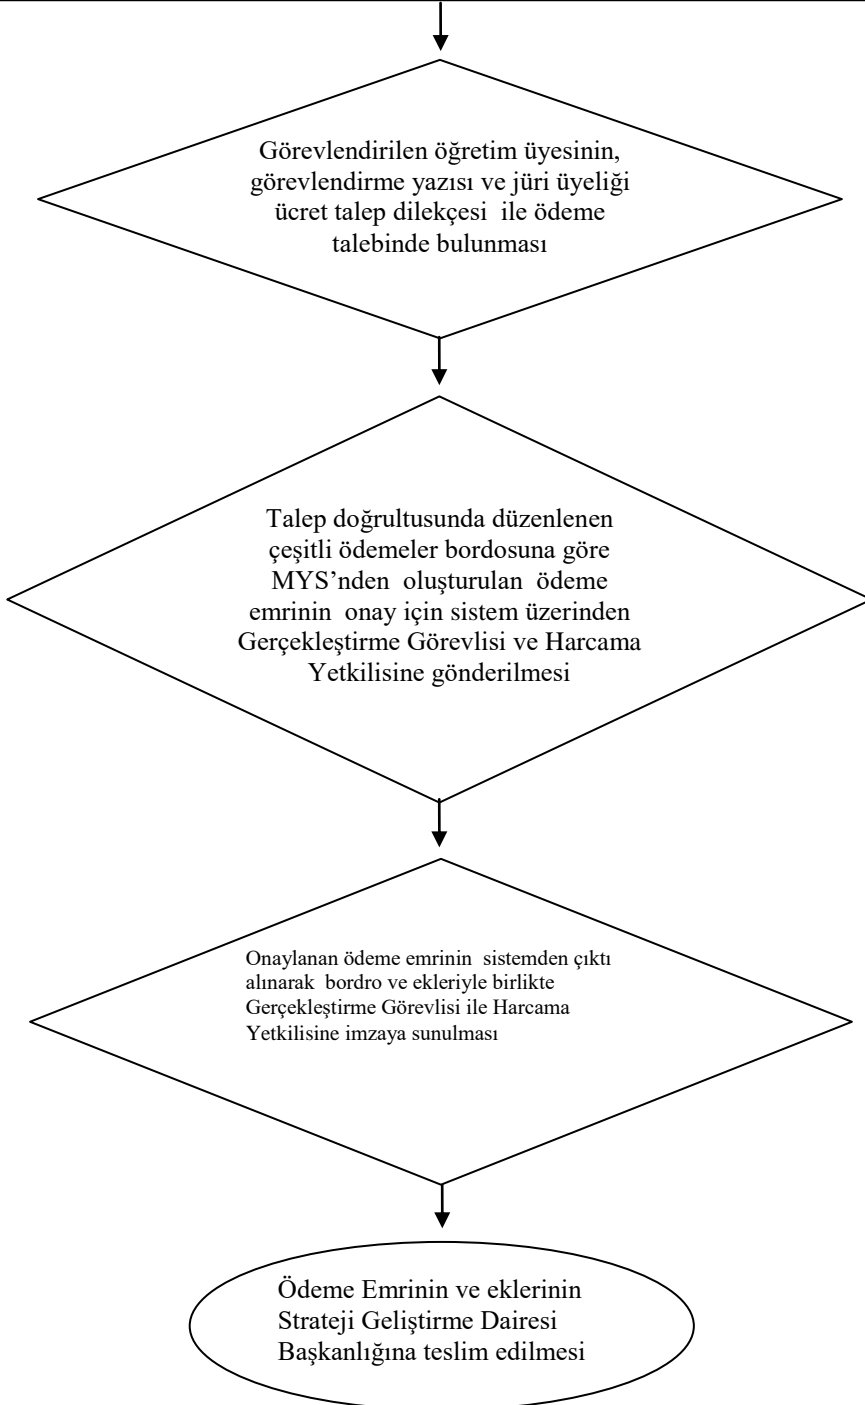 Görevlendirilen öğretim üyesinin,
görevlendirme yazısı ve jüri üyeliği
ücret talep dilekçesi ile ödeme
talebinde bulunması
Talep doğrultusunda düzenlenen
çeşitli ödemeler bordosuna göre
MYS’nden oluşturulan ödeme
emrinin onay için sistem üzerinden
Gerçekleştirme Görevlisi ve Harcama
Yetkilisine gönderilmesi
Onaylanan ödeme emrinin sistemden çıktı
alınarak bordro ve ekleriyle birlikte
Gerçekleştirme Görevlisi ile Harcama
Yetkilisine imzaya sunulması
Ödeme Emrinin ve eklerinin
Strateji Geliştirme Dairesi
Başkanlığına teslim edilmesi